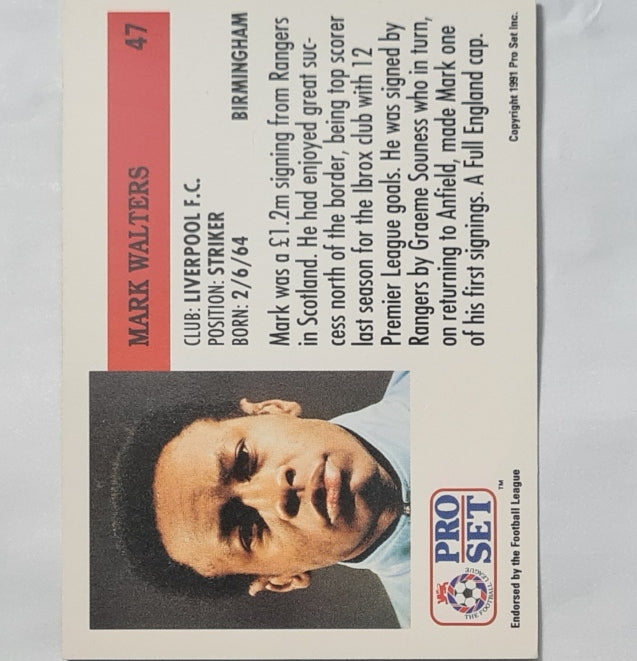 MARK WALTERS 47
CLUB: LIVERPOOL F.C.
POSITION: STRIKER
BORN: 2/6/64 BIRMINGHAM
Mark was a £1.2m signing from Rangers
in Scotland. He had enjoyed great suc-
cess north of the border, being top scorer
last season for the Ibrox club with 12
Premier League goals. He was signed by
Rangers by Graeme Souness who in turn,
on returning to Anfield, made Mark one
of his first signings. A Full England cap.
PRO
SET
™
THE FOOTBALL LEAGUE
Endorsed by the Football League
Copyright 1991 Pro Set Inc.